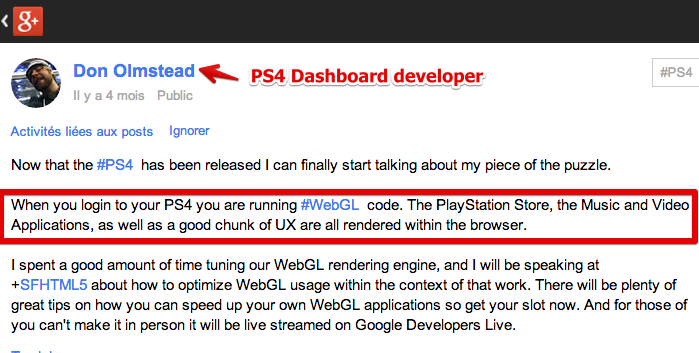 g+
#PS4
Don Olmstead PS4 Dashboard developer
Il y a 4 mois Public
Activités liées aux posts Ignorer
Now that the #PS4 has been released I can finally start talking about my piece of the puzzle.
When you login to your PS4 you are running #WebGL code. The PlayStation Store, the Music and Video
Applications, as well as a good chunk of UX are all rendered within the browser.
I spent a good amount of time tuning our WebGL rendering engine, and I will be speaking at
+SFHTML5 about how to optimize WebGL usage within the context of that work. There will be plenty of
great tips on how you can speed up your own WebGL applications so get your slot now. And for those of
you can't make it in person it will be live streamed on Google Developers Live.